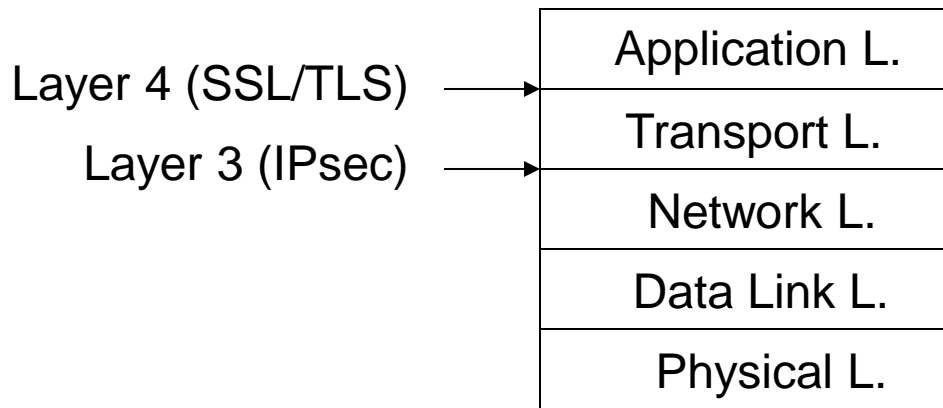 Application L.
Layer 4 (SSL/TLS)
Transport L.
Layer 3 (IPsec)
Network L.
Data Link L.
Physical L.